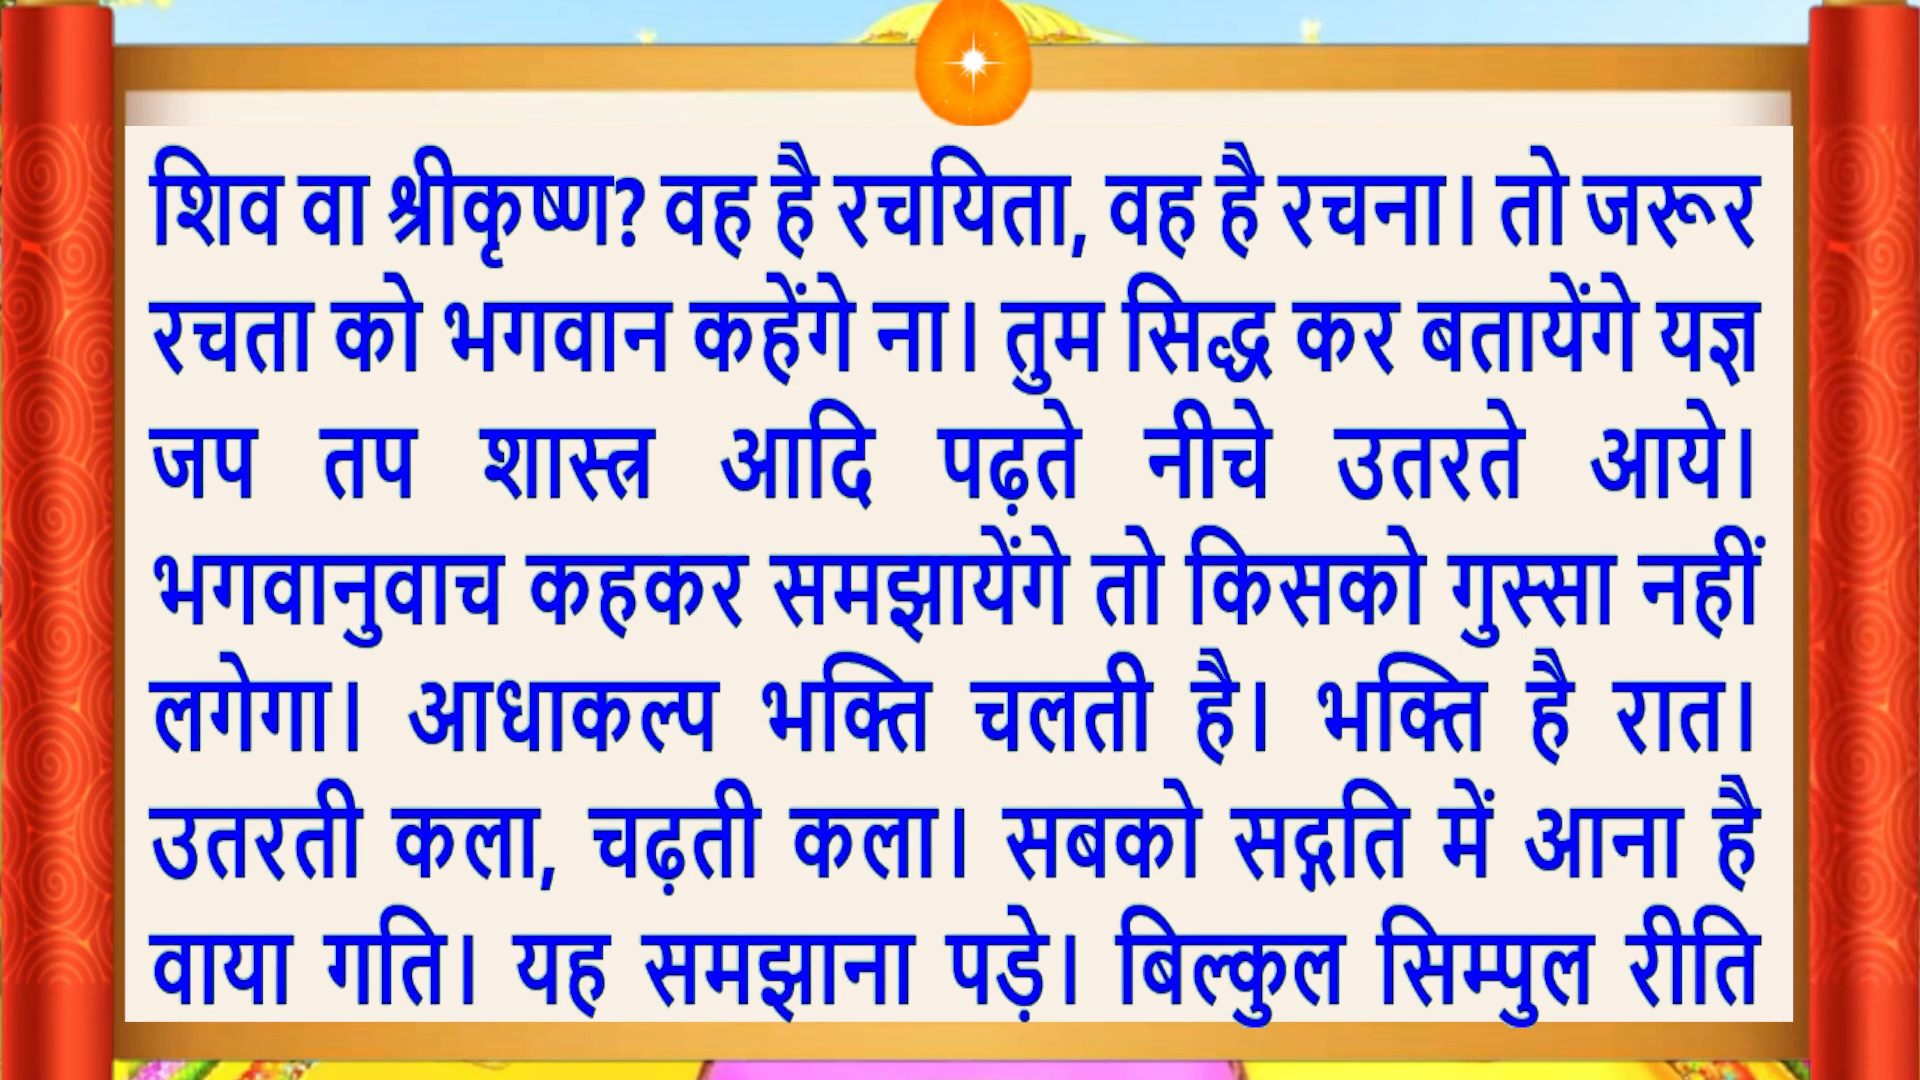 शिव वा श्रीकृष्ण? वह है रचयिता, वह है रचना। तो जरूर
रचता को भगवान कहेंगे ना। तुम सिद्ध कर बतायेंगे यज्ञ
जप तप शास्त्र आदि पढ़ते नीचे उतरते आये।
भगवानुवाच कहकर समझायेंगे तो किसको गुस्सा नहीं
लगेगा। आधाकल्प भक्ति चलती है। भक्ति है रात।
उतरती कला, चढ़ती कला। सबको सद्गति में आना है
वाया गति। यह समझाना पड़े। बिल्कुल सिम्पुल रीति